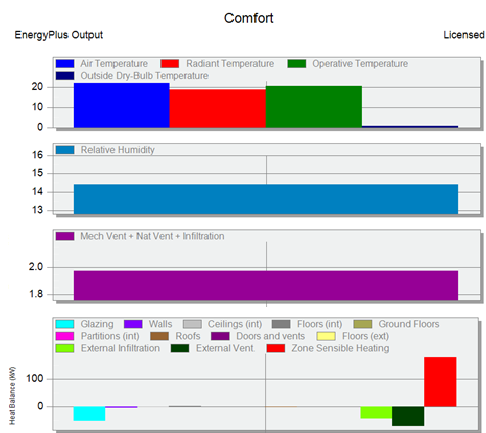 Comfort
EnergyPlus Output Licensed
Air Temperature Radiant Temperature Operative Temperature
Outside Dry-Bulb Temperature
20
10
0
Relative Humidity
16
15
14
13
Mech Vent + Nat Vent + Infiltration
2.0
1.8
Glazing Walls Ceilings (int) Floors (int) Ground Floors
Partitions (int) Roofs Doors and vents Floors (ext)
External Infiltration External Vent. Zone Sensible Heating
100
0
Heat Balance (kW)